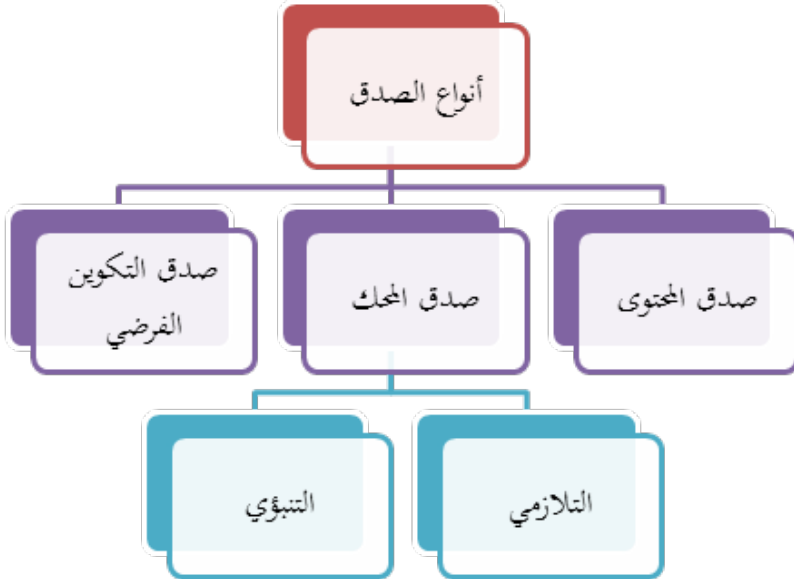 أنواع الصدق
صدق المحتوى
صدق المحك
صدق التكوين
الفرضي
التلازمي
التنبؤي